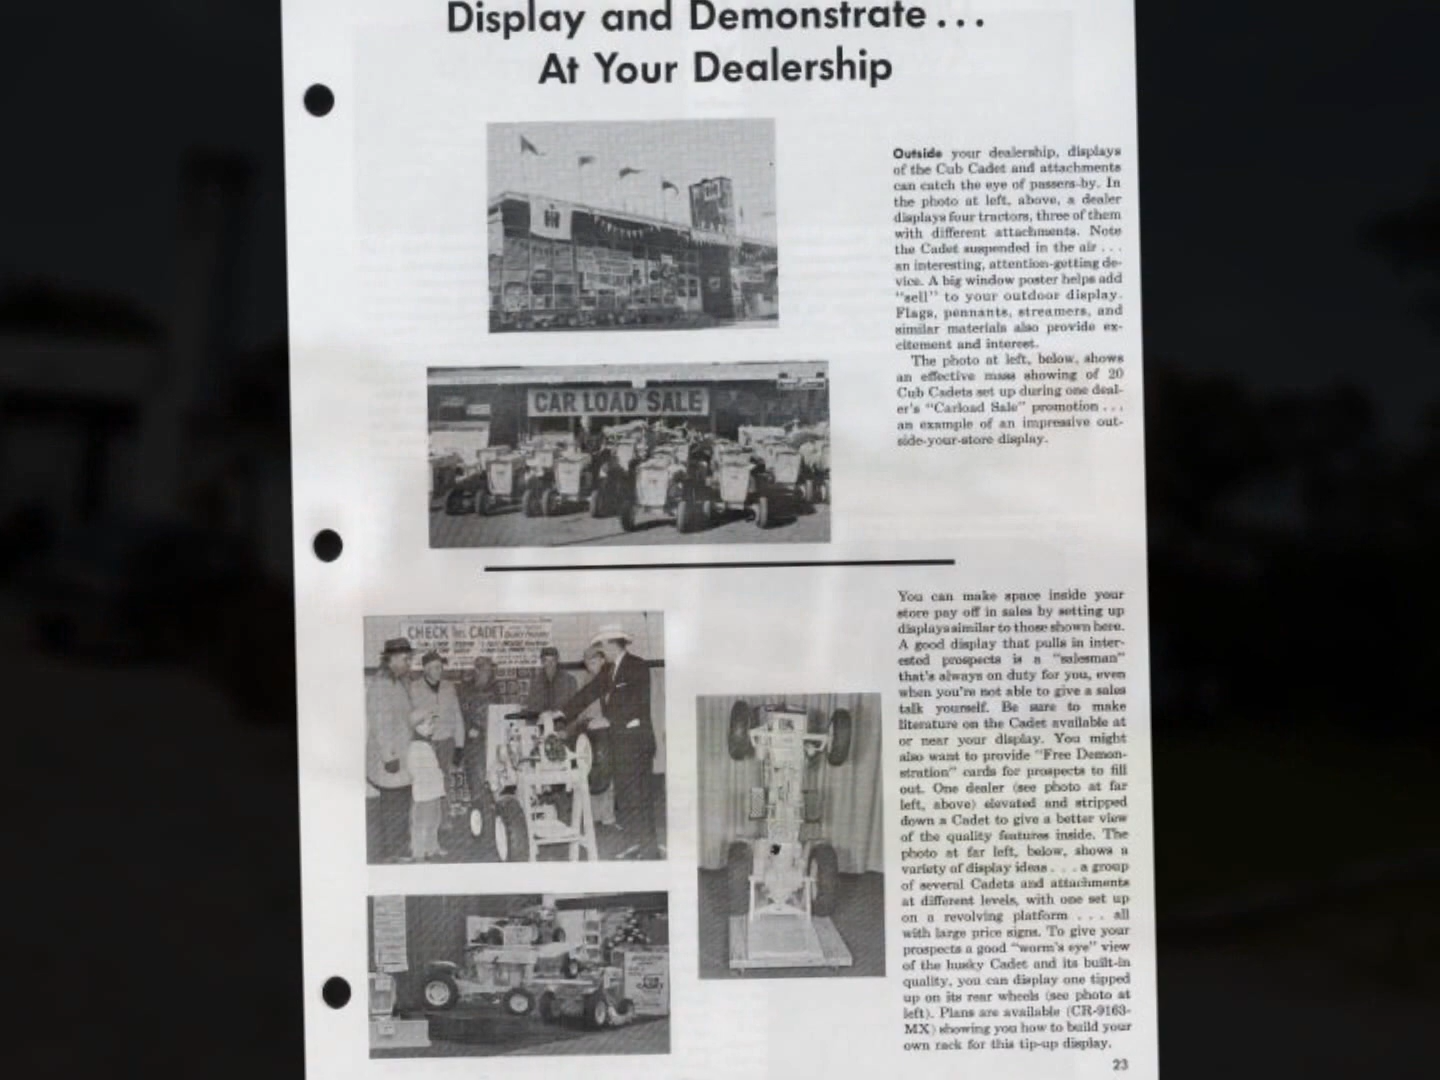 Display and Demonstrate...
At Your Dealership
IH
IH
Outside your dealership, displays
of the Cub Cadet and attachments
can catch the eye of passers-by. In
the photo at left, above, a dealer
displays four tractors, three of them
with different attachments. Note
the Cadet suspended in the air . . .
an interesting, attention-getting de-
vice. A big window poster helps add
"sell" to your outdoor display.
Flags, pennants, streamers, and
similar materials also provide ex-
citement and interest.
The photo at left, below, shows
an effective mass showing of 20
Cub Cadets set up during one deal-
er's "Carload Sale" promotion . . .
an example of an impressive out-
side-your-store display.
CAR LOAD SALE
CHECK this CADET
You can make space inside your
store pay off in sales by setting up
displays similar to those shown here.
A good display that pulls in inter-
ested prospects is a "salesman"
that's always on duty for you, even
when you're not able to give a sales
talk yourself. Be sure to make
literature on the Cadet available at
or near your display. You might
also want to provide "Free Demon-
stration" cards for prospects to fill
out. One dealer (see photo at far
left, above) elevated and stripped
down a Cadet to give a better view
of the quality features inside. The
photo at far left, below, shows a
variety of display ideas . . . a group
of several Cadets and attachments
at different levels, with one set up
on a revolving platform . . . all
with large price signs. To give your
prospects a good "worm's eye" view
of the husky Cadet and its built-in
quality, you can display one tipped
up on its rear wheels (see photo at
left). Plans are available (CR-9163-
MX) showing you how to build your
own rack for this tip-up display.
23